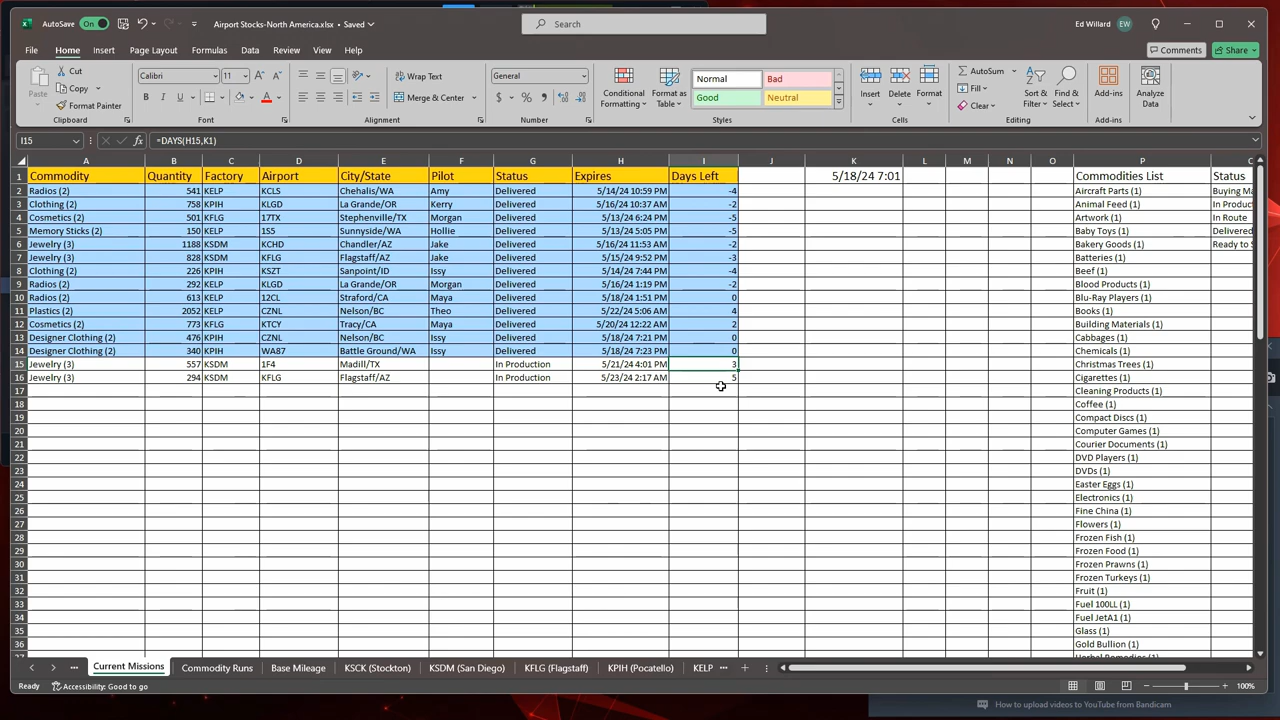 AutoSave On Airport Stocks-North America.xlsx • Saved Search Ed Willard EW
File Home Insert Page Layout Formulas Data Review View Help Comments Share
Paste Cut Copy Format Painter Clipboard
Calibri 11 B I U A Font
Wrap Text Merge & Center Alignment
General $ % Number
Conditional Formatting Format as Table Normal Bad Good Neutral Styles
Insert Delete Format Cells
AutoSum Fill Clear Sort & Filter Find & Select Editing
Add-ins Add-ins Analyze Data
I15 fx =DAYS(H15,K1)
A B C D E F G H I J K L M N O P
1 Commodity Quantity Factory Airport City/State Pilot Status Expires Days Left 5/18/24 7:01 Commodities List Status
2 Radios (2) 541 KELP KCLS Chehalis/WA Amy Delivered 5/14/24 10:59 PM -4 Aircraft Parts (1) Buying Ma
3 Clothing (2) 758 KPIH KLGD La Grande/OR Kerry Delivered 5/16/24 10:37 AM -2 Animal Feed (1) In Produc
4 Cosmetics (2) 501 KFLG 17TX Stephenville/TX Morgan Delivered 5/13/24 6:24 PM -5 Artwork (1) In Route
5 Memory Sticks (2) 150 KELP 1S5 Sunnyside/WA Hollie Delivered 5/13/24 5:05 PM -5 Baby Toys (1) Delivered
6 Jewelry (3) 1188 KSDM KCHD Chandler/AZ Jake Delivered 5/16/24 11:53 AM -2 Bakery Goods (1) Ready to S
7 Jewelry (3) 828 KSDM KFLG Flagstaff/AZ Jake Delivered 5/15/24 9:52 PM -3 Batteries (1)
8 Clothing (2) 226 KPIH KSZT Sanpoint/ID Issy Delivered 5/14/24 7:44 PM -4 Beef (1)
9 Radios (2) 292 KELP KLGD La Grande/OR Morgan Delivered 5/16/24 1:19 PM -2 Blood Products (1)
10 Radios (2) 613 KELP 12CL Straford/CA Maya Delivered 5/18/24 1:51 PM 0 Blu-Ray Players (1)
11 Plastics (2) 2052 KELP CZNL Nelson/BC Theo Delivered 5/22/24 5:06 AM 4 Books (1)
12 Cosmetics (2) 773 KFLG KTCY Tracy/CA Maya Delivered 5/20/24 12:22 AM 2 Building Materials (1)
13 Designer Clothing (2) 476 KPIH CZNL Nelson/BC Issy Delivered 5/18/24 7:21 PM 0 Cabbages (1)
14 Designer Clothing (2) 340 KPIH WA87 Battle Ground/WA Issy Delivered 5/18/24 7:23 PM 0 Chemicals (1)
15 Jewelry (3) 557 KSDM 1F4 Madill/TX In Production 5/21/24 4:01 PM 3 Christmas Trees (1)
16 Jewelry (3) 294 KSDM KFLG Flagstaff/AZ In Production 5/23/24 2:17 AM 5 Cigarettes (1)
17 Cleaning Products (1)
18 Coffee (1)
19 Compact Discs (1)
20 Computer Games (1)
21 Courier Documents (1)
22 DVD Players (1)
23 DVDs (1)
24 Easter Eggs (1)
25 Electronics (1)
26 Fine China (1)
27 Flowers (1)
28 Frozen Fish (1)
29 Frozen Food (1)
30 Frozen Prawns (1)
31 Frozen Turkeys (1)
32 Fruit (1)
33 Fuel 100LL (1)
34 Fuel JetA1 (1)
35 Glass (1)
36 Gold Bullion (1)
Current Missions Commodity Runs Base Mileage KSCK (Stockton) KSDM (San Diego) KFLG (Flagstaff) KPIH (Pocatello) KELP
Ready Accessibility: Good to go 100%
How to upload videos to YouTube from Bandicam